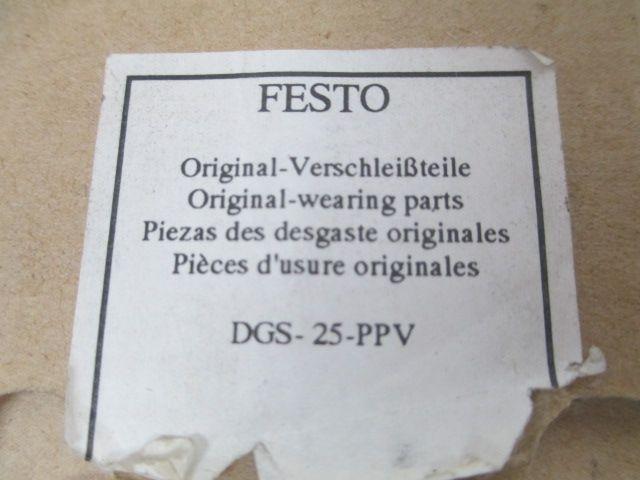 FESTO
Original-Verschleißteile
Original-wearing parts
Piezas des desgaste originales
Pièces d'usure originales
DGS- 25-PPV